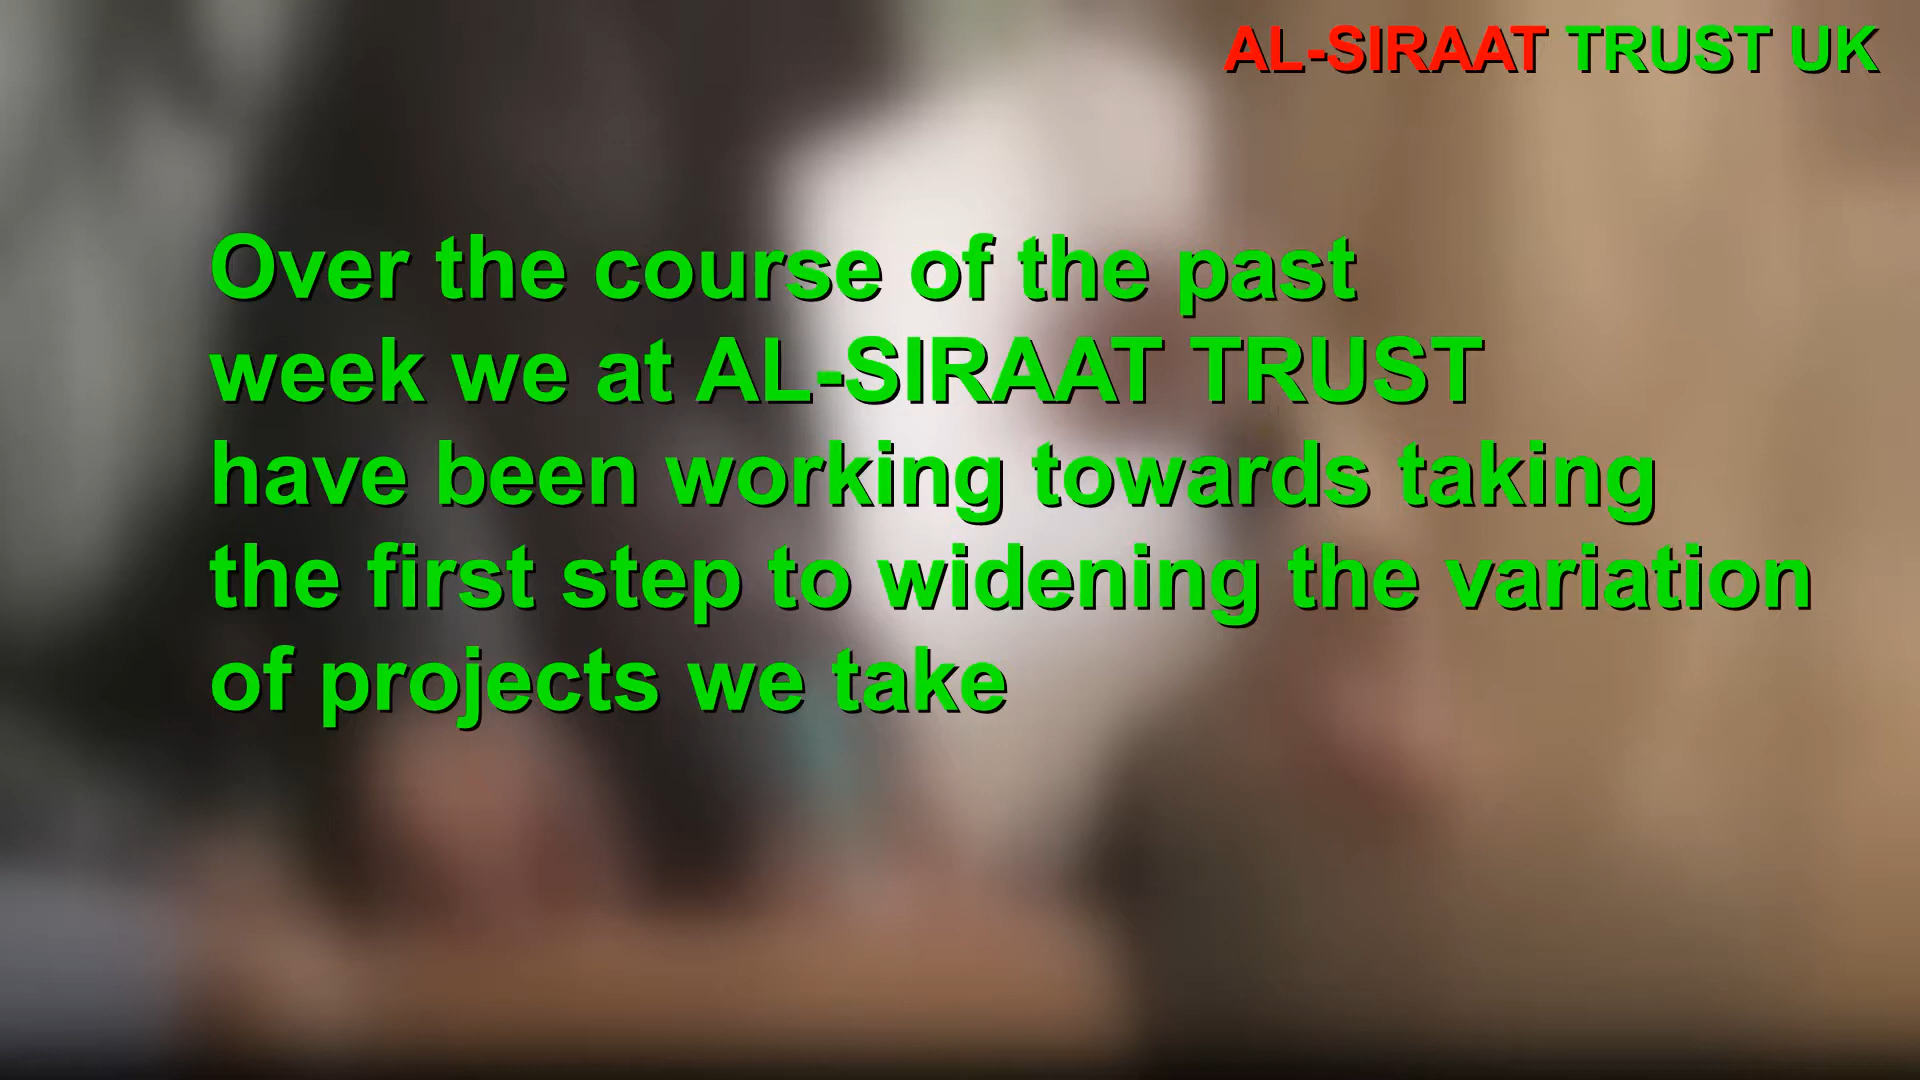 AL-SIRAAT TRUST UK
Over the course of the past
week we at AL-SIRAAT TRUST
have been working towards taking
the first step to widening the variation
of projects we take